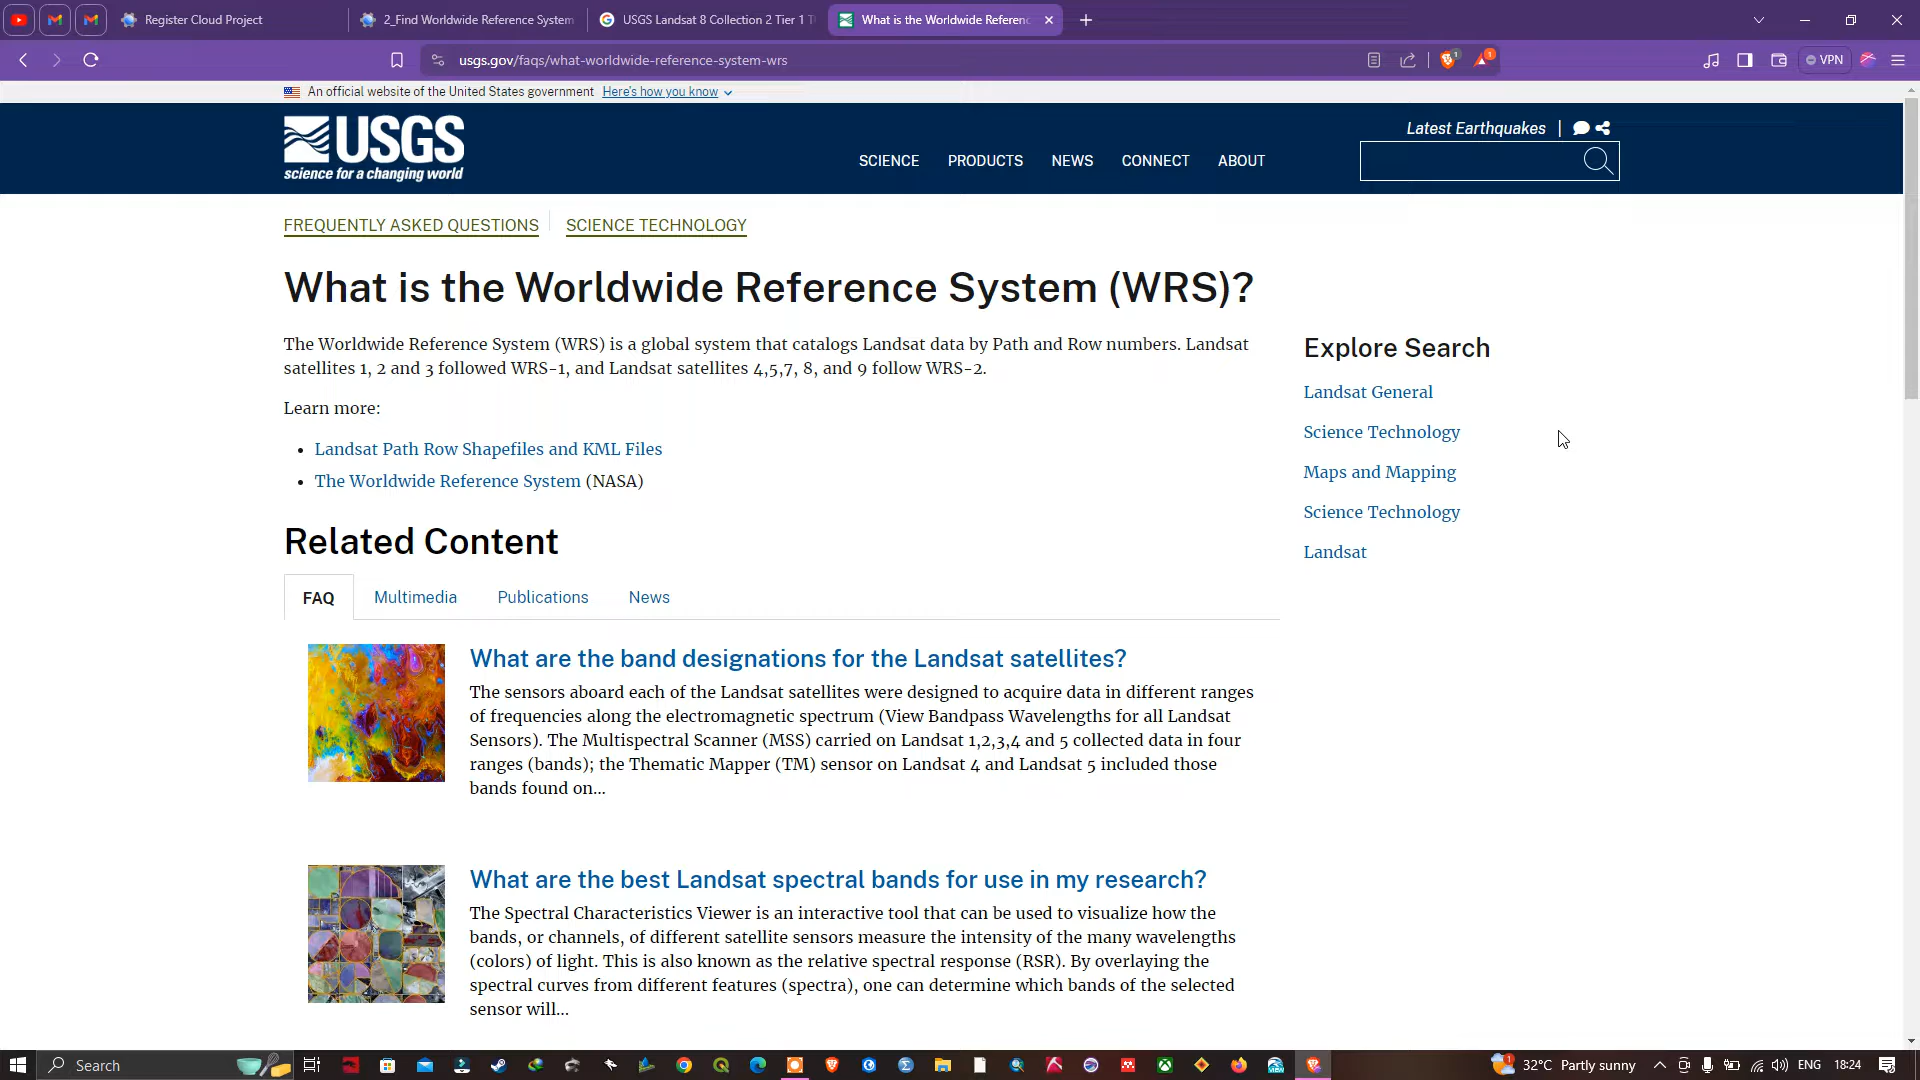 Register Cloud Project
2_Find Worldwide Reference System
USGS Landsat 8 Collection 2 Tier 1 T
What is the Worldwide Referenc
usgs.gov/faqs/what-worldwide-reference-system-wrs
1
1
VPN
An official website of the United States government Here's how you know
USGS
science for a changing world
Latest Earthquakes |
SCIENCE PRODUCTS NEWS CONNECT ABOUT
FREQUENTLY ASKED QUESTIONS SCIENCE TECHNOLOGY
What is the Worldwide Reference System (WRS)?
The Worldwide Reference System (WRS) is a global system that catalogs Landsat data by Path and Row numbers. Landsat
satellites 1, 2 and 3 followed WRS-1, and Landsat satellites 4,5,7, 8, and 9 follow WRS-2.
Learn more:
• Landsat Path Row Shapefiles and KML Files
• The Worldwide Reference System (NASA)
Explore Search
Landsat General
Science Technology
Maps and Mapping
Science Technology
Landsat
Related Content
FAQ Multimedia Publications News
What are the band designations for the Landsat satellites?
The sensors aboard each of the Landsat satellites were designed to acquire data in different ranges
of frequencies along the electromagnetic spectrum (View Bandpass Wavelengths for all Landsat
Sensors). The Multispectral Scanner (MSS) carried on Landsat 1,2,3,4 and 5 collected data in four
ranges (bands); the Thematic Mapper (TM) sensor on Landsat 4 and Landsat 5 included those
bands found on...
What are the best Landsat spectral bands for use in my research?
The Spectral Characteristics Viewer is an interactive tool that can be used to visualize how the
bands, or channels, of different satellite sensors measure the intensity of the many wavelengths
(colors) of light. This is also known as the relative spectral response (RSR). By overlaying the
spectral curves from different features (spectra), one can determine which bands of the selected
sensor will...
Search
1
32°C Partly sunny
ENG
18:24